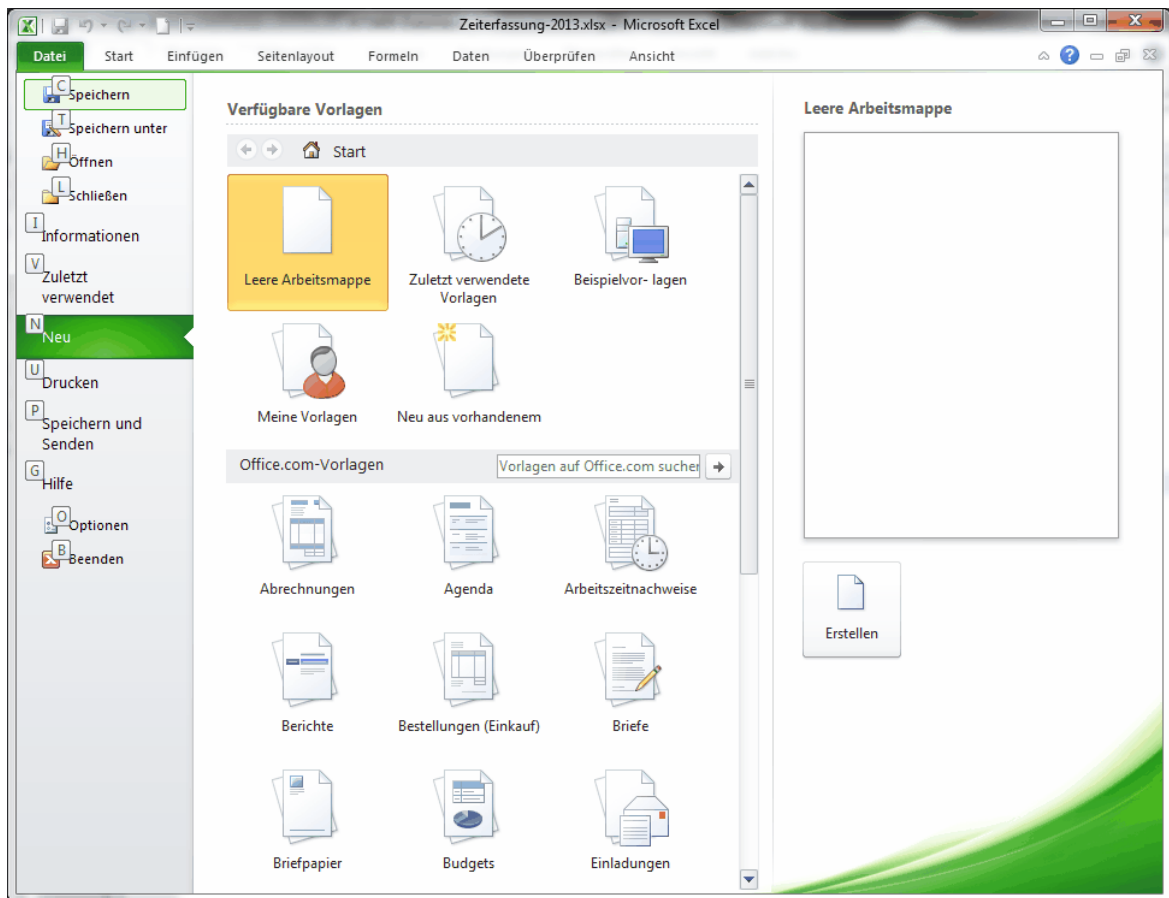 Zeiterfassung-2013.xlsx - Microsoft Excel
Datei Start Einfügen Seitenlayout Formeln Daten Überprüfen Ansicht
C Speichern
T Speichern unter
H Öffnen
L Schließen
I Informationen
V Zuletzt
verwendet
N Neu
U Drucken
P Speichern und
Senden
G Hilfe
O Optionen
B Beenden
Verfügbare Vorlagen
Start
Leere Arbeitsmappe
Zuletzt verwendete
Vorlagen
Beispielvor- lagen
Meine Vorlagen
Neu aus vorhandenem
Office.com-Vorlagen
Vorlagen auf Office.com sucher
Abrechnungen
Agenda
Arbeitszeitnachweise
Berichte
Bestellungen (Einkauf)
Briefe
Briefpapier
Budgets
Einladungen
Leere Arbeitsmappe
Erstellen